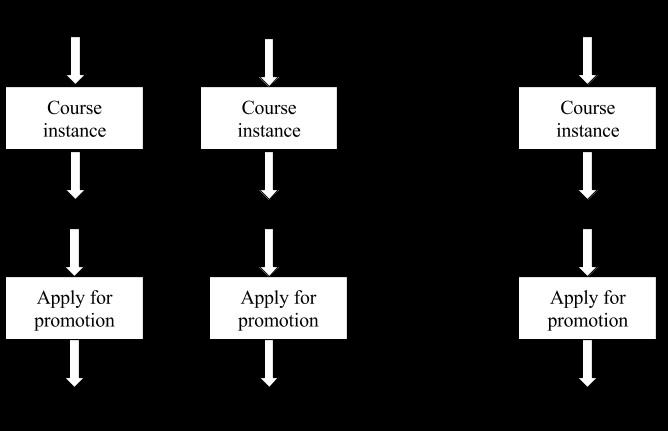 Course
instance
Course
instance
Course
instance
Apply for
promotion
Apply for
promotion
Apply for
promotion